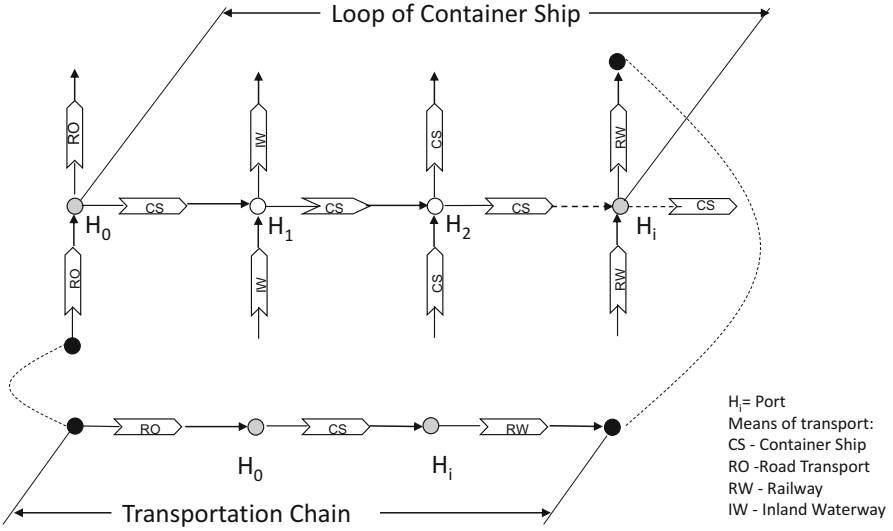 Loop of Container Ship
RO
IW
CS
RW
CS
CS
CS
CS
H0
H1
H2
Hi
RO
IW
CS
RW
RO
CS
RW
H0
Hi
Transportation Chain
Hi= Port
Means of transport:
CS - Container Ship
RO -Road Transport
RW - Railway
IW - Inland Waterway